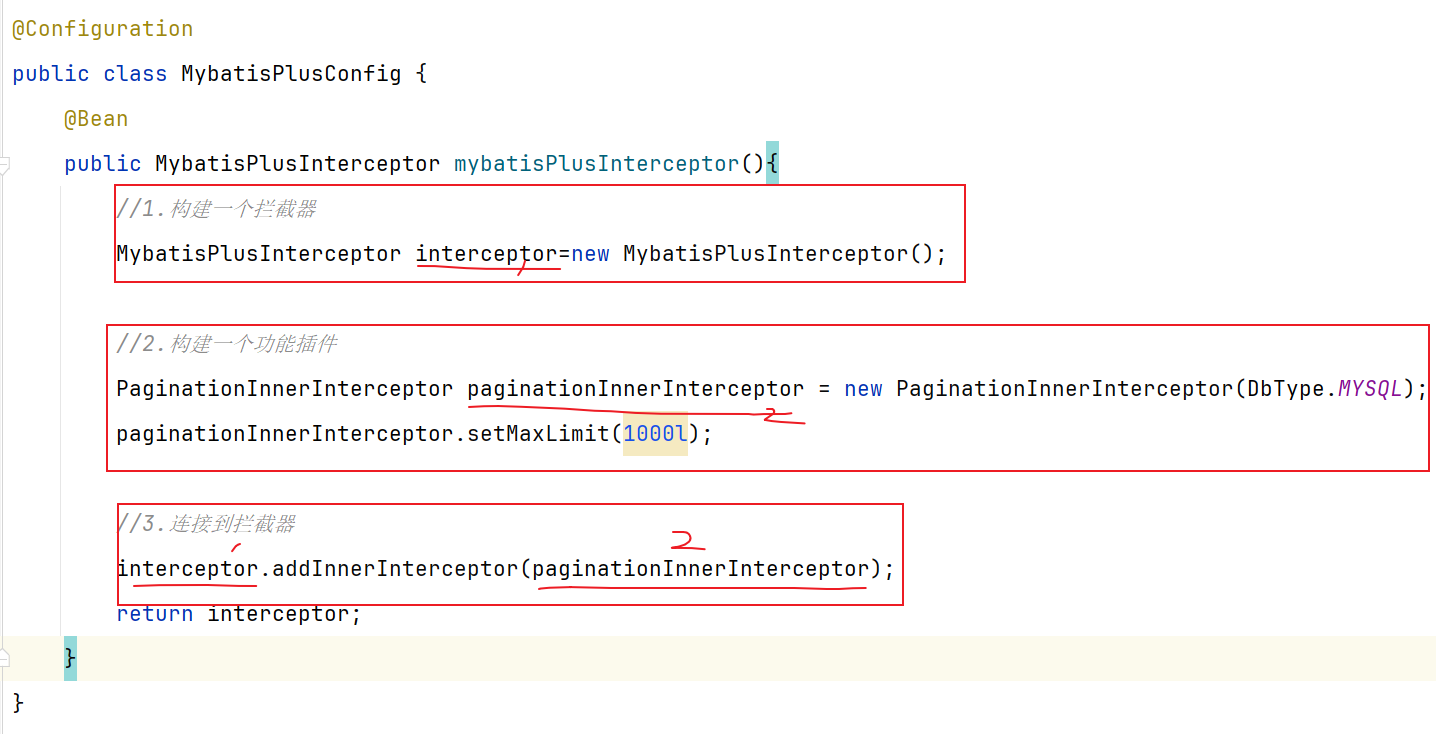 @Configuration
public class MybatisPlusConfig {
@Bean
public MybatisPlusInterceptor mybatisPlusInterceptor(){
//1.构建一个拦截器
MybatisPlusInterceptor interceptor=new MybatisPlusInterceptor();
//2.构建一个功能插件
PaginationInnerInterceptor paginationInnerInterceptor = new PaginationInnerInterceptor(DbType.MYSQL);
2
paginationInnerInterceptor.setMaxLimit(1000l);
//3.连接到拦截器
2
interceptor.addInnerInterceptor(paginationInnerInterceptor);
return interceptor;
}
}